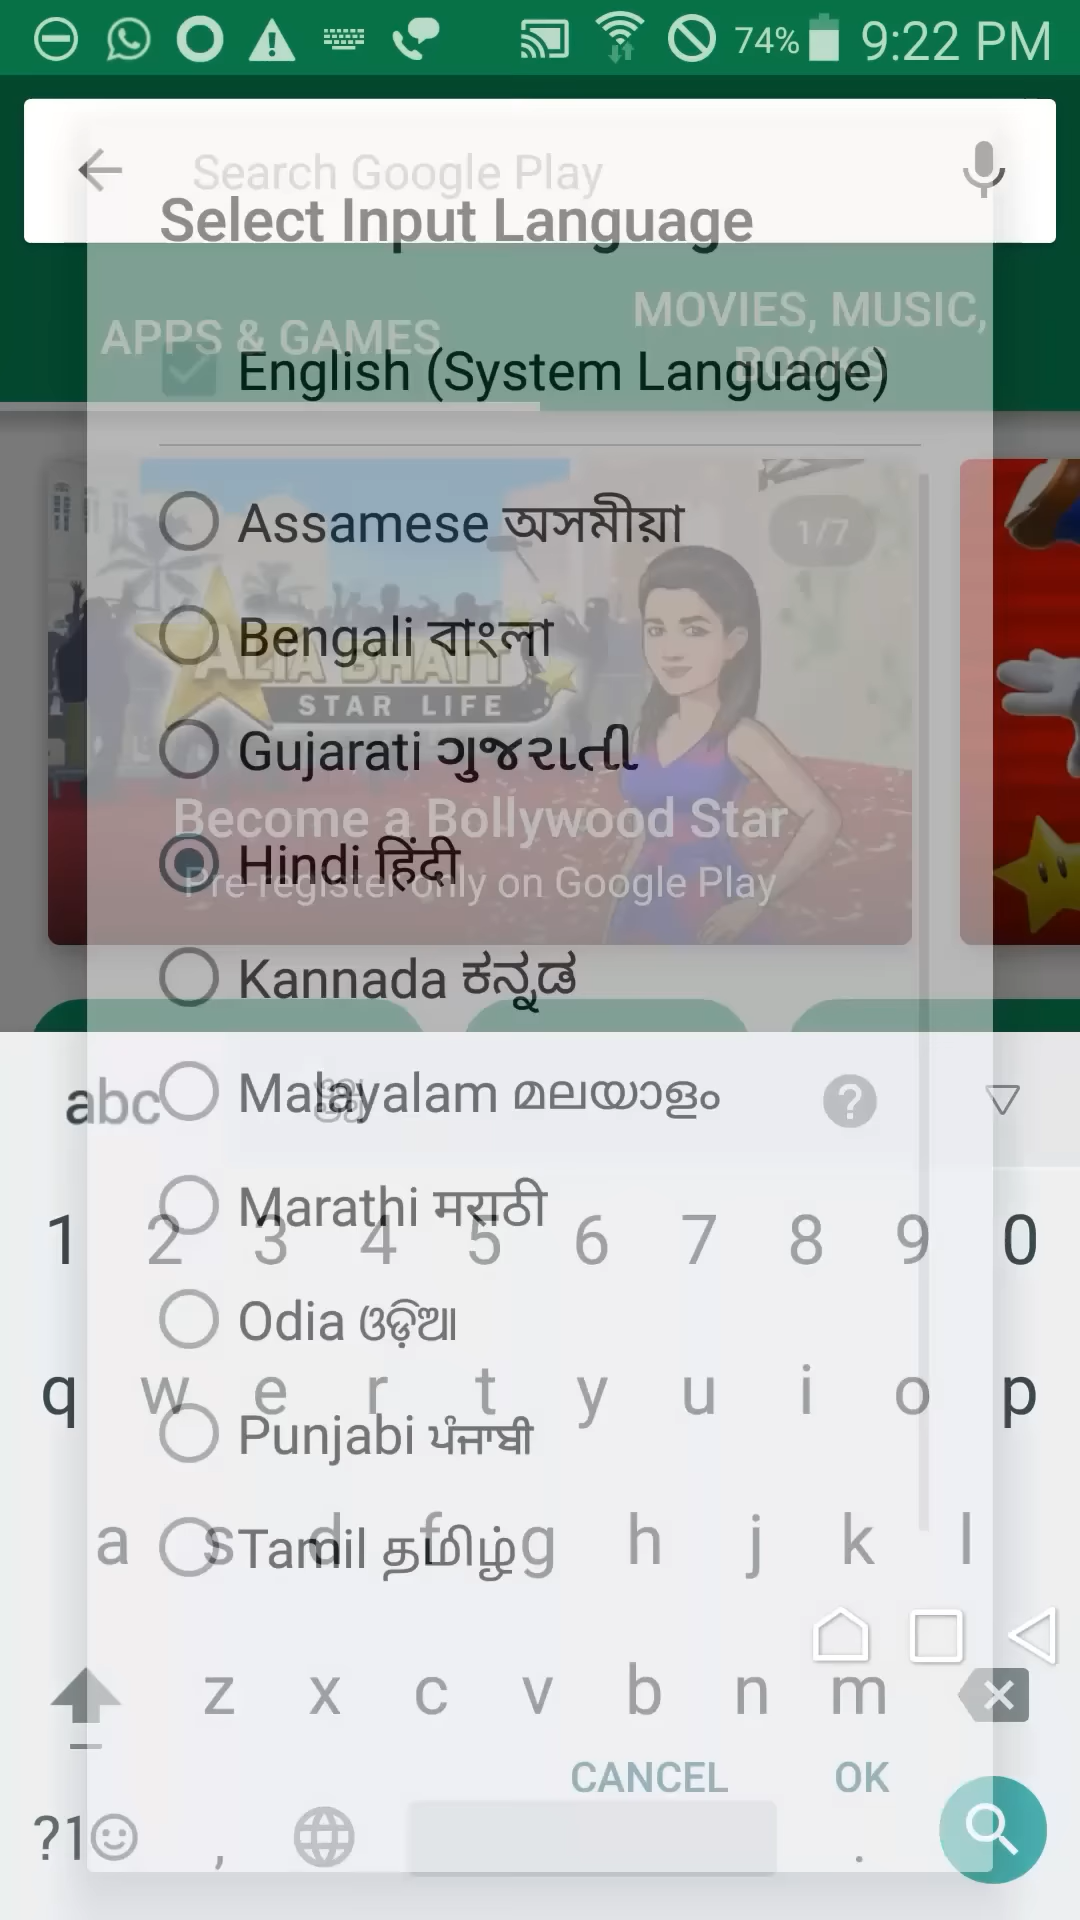 74% 9:22 PM
Search Google Play
Select Input Language
APPS & GAMES
MOVIES, MUSIC,
BOOKS
English (System Language)
Assamese অসমীয়া
1/7
Bengali বাংলা
ALIA BHATT
STAR LIFE
Gujarati ગુજરાતી
Become a Bollywood Star
Hindi हिंदी
Pre-register only on Google Play
Kannada ಕನ್ನಡ
abc
Malayalam മലയാളം
?
Marathi मराठी
1 2 3 4 5 6 7 8 9 0
Odia ଓଡ଼ିଆ
q w e r t y u i o p
Punjabi ਪੰਜਾਬੀ
a s d f g h j k l
Tamil தமிழ்
z x c v b n m
CANCEL OK
?1 , .